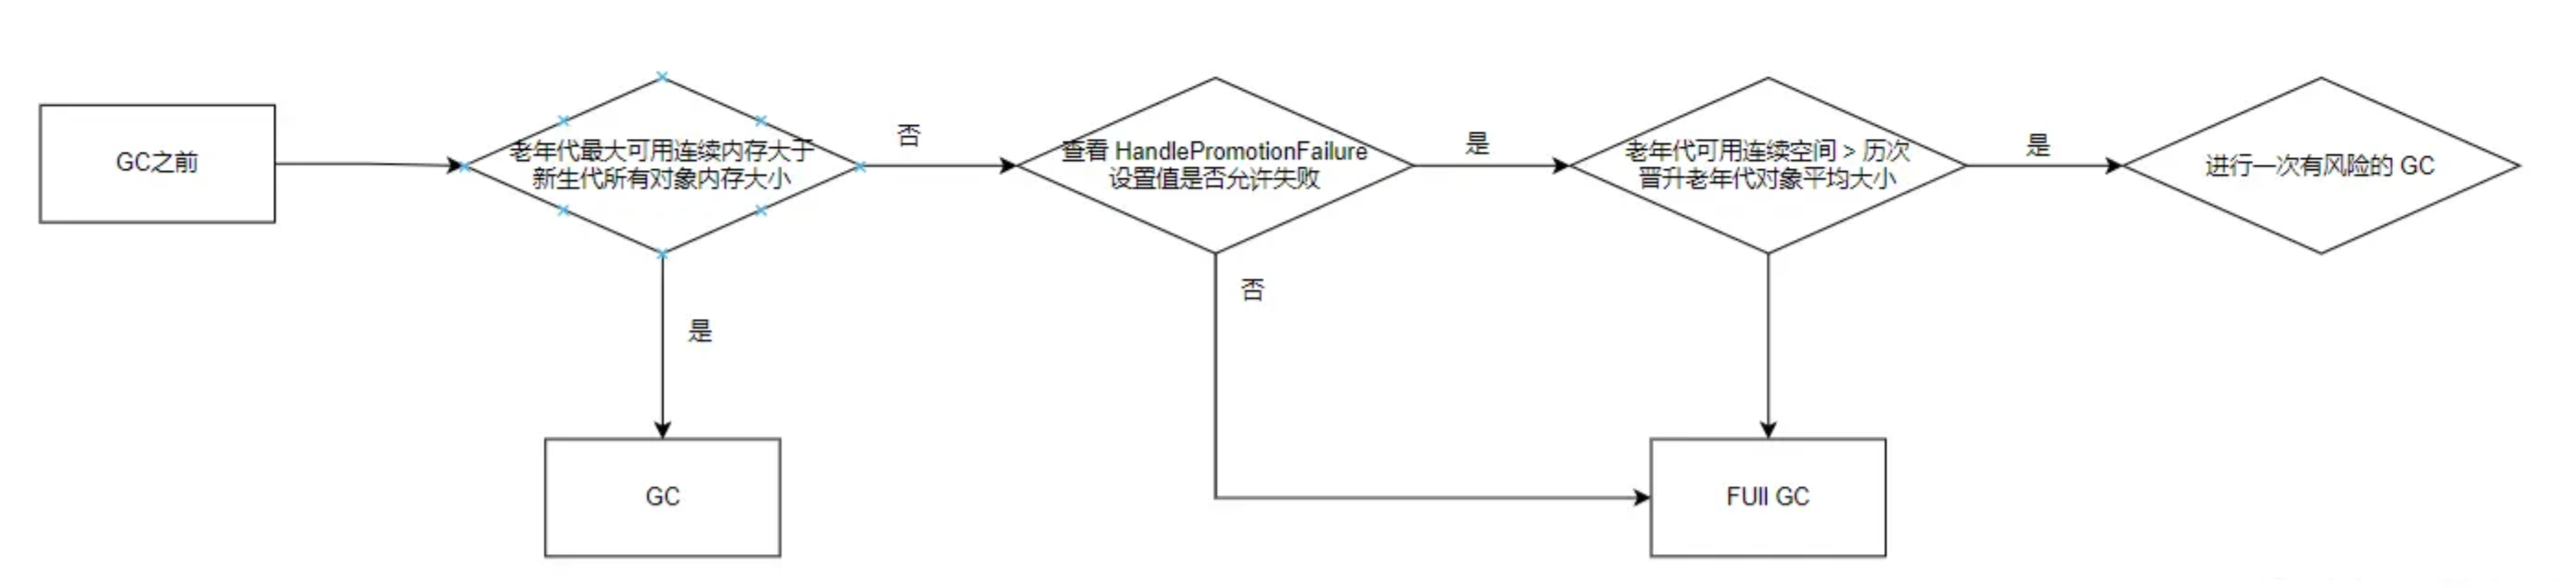 GC之前
老年代最大可用连续内存大于
新生代所有对象内存大小
否
是
GC
查看 HandlePromotionFailure
设置值是否允许失败
是
否
老年代可用连续空间 > 历次
晋升老年代对象平均大小
是
FUll GC
进行一次有风险的 GC